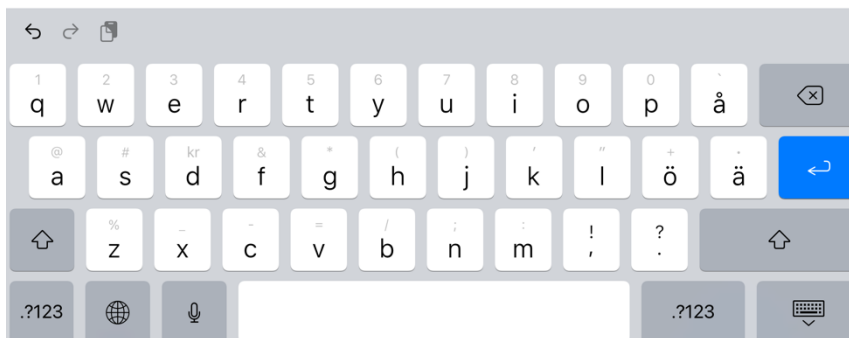 1 2 3 4 5 6 7 8 9 0 `
q w e r t y u i o p å
@ # kr & * ( ) ' " + ·
a s d f g h j k l ö ä
% _ - = / ; : ! ?
z x c v b n m , .
.?123 .?123